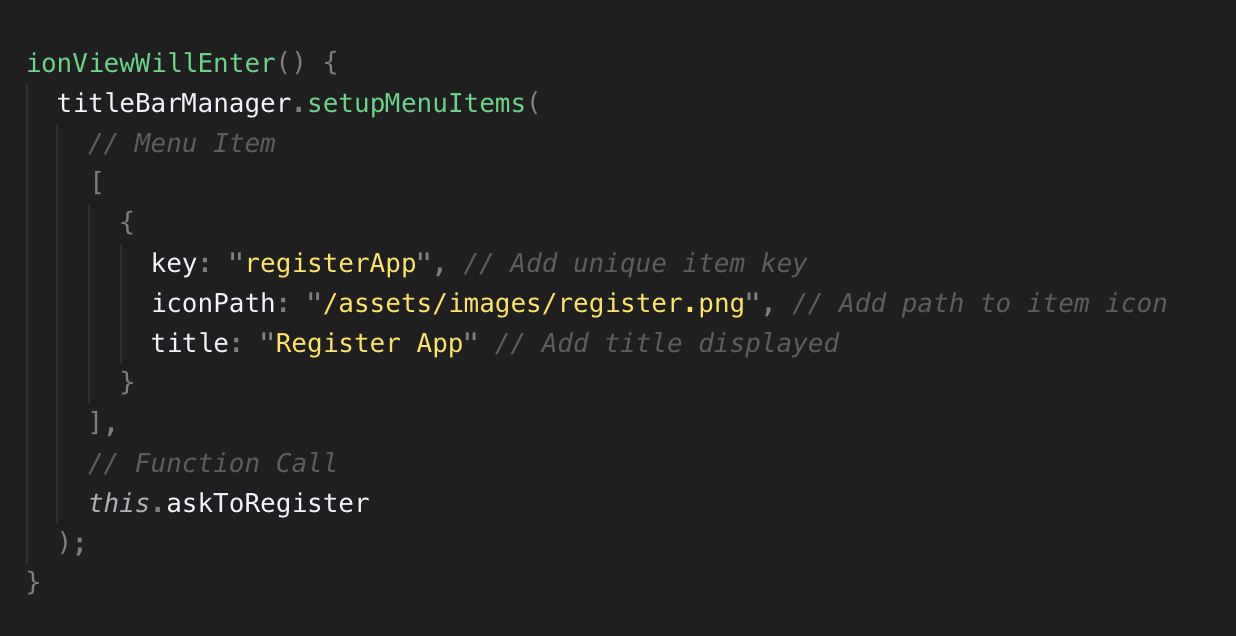 ionViewWillEnter() {
  titleBarManager.setupMenuItems(
    // Menu Item
    [
      {
        key: "registerApp", // Add unique item key
        iconPath: "/assets/images/register.png", // Add path to item icon
        title: "Register App" // Add title displayed
      }
    ],
    // Function Call
    this.askToRegister
  );
}